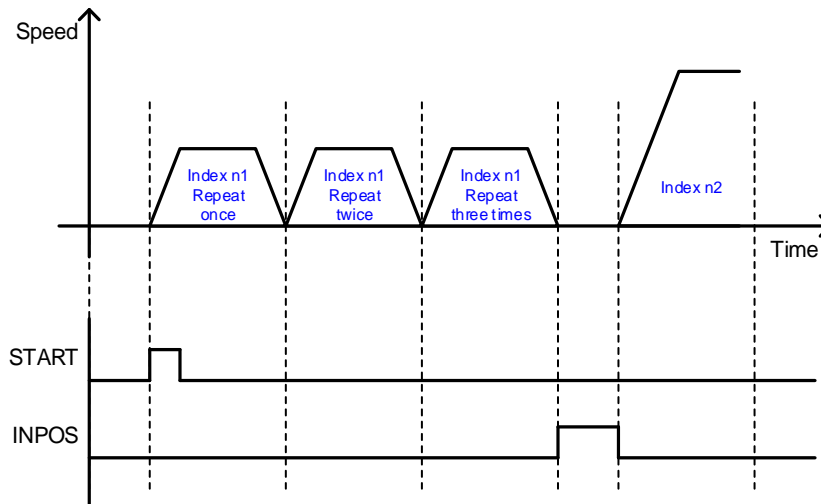 Speed
Index n1
Repeat
once
Index n1
Repeat
twice
Index n1
Repeat
three times
Index n2
Time
START
INPOS